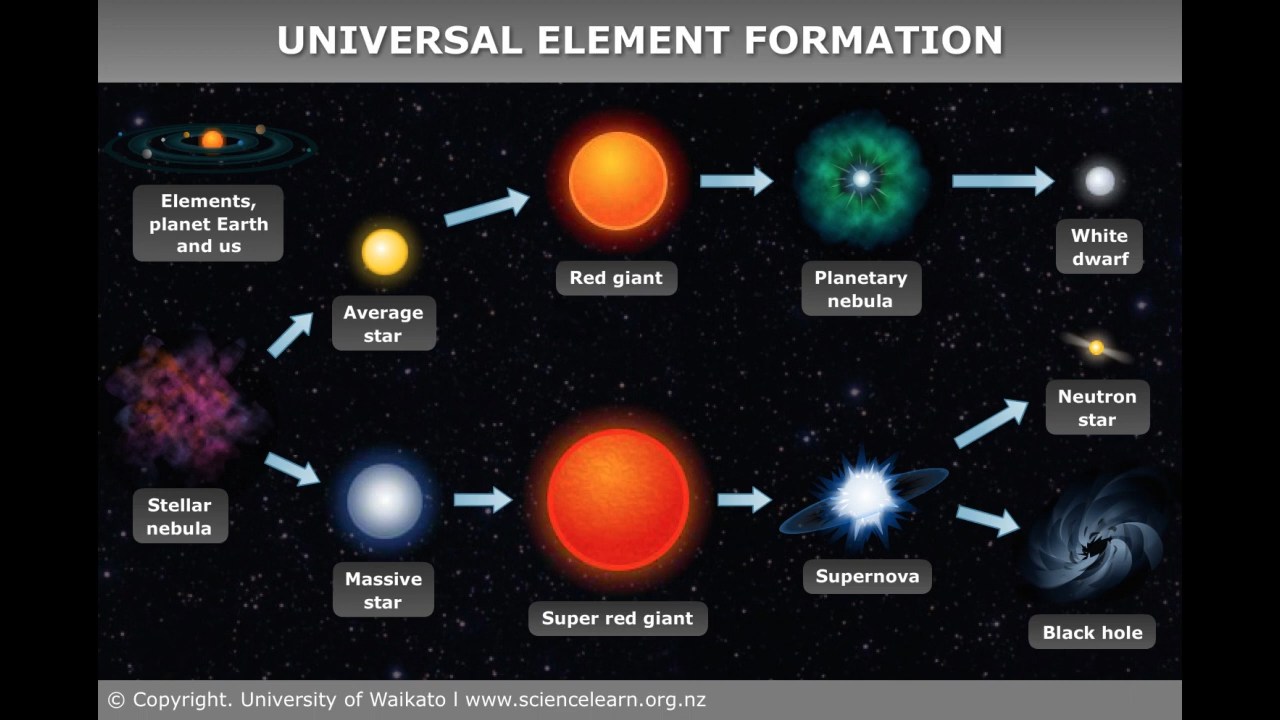 UNIVERSAL ELEMENT FORMATION
Elements,
planet Earth
and us
Average
star
Red giant
Planetary
nebula
White
dwarf
Stellar
nebula
Massive
star
Super red giant
Supernova
Neutron
star
Black hole
© Copyright. University of Waikato l www.sciencelearn.org.nz